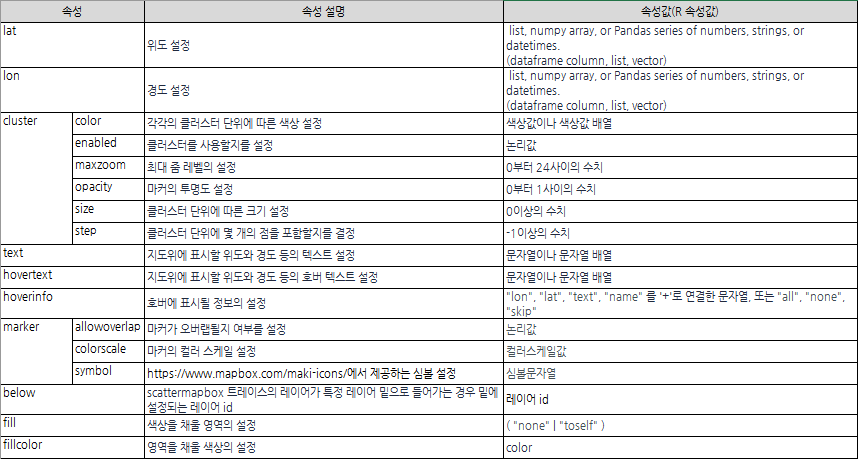 속성 속성 설명 속성값(R 속성값)
lat 위도 설정 list, numpy array, or Pandas series of numbers, strings, or
datetimes.
(dataframe column, list, vector)
lon 경도 설정 list, numpy array, or Pandas series of numbers, strings, or
datetimes.
(dataframe column, list, vector)
cluster color 각각의 클러스터 단위에 따른 색상 설정 색상값이나 색상값 배열
enabled 클러스터를 사용할지를 설정 논리값
maxzoom 최대 줌 레벨의 설정 0부터 24사이의 수치
opacity 마커의 투명도 설정 0부터 1사이의 수치
size 클러스터 단위에 따른 크기 설정 0이상의 수치
step 클러스터 단위에 몇 개의 점을 포함할지를 결정 -1이상의 수치
text 지도위에 표시할 위도와 경도 등의 텍스트 설정 문자열이나 문자열 배열
hovertext 지도위에 표시할 위도와 경도 등의 호버 텍스트 설정 문자열이나 문자열 배열
hoverinfo 호버에 표시될 정보의 설정 "lon", "lat", "text", "name" 를 '+'로 연결한 문자열, 또는 "all", "none",
"skip"
marker allowoverlap 마커가 오버랩될지 여부를 설정 논리값
colorscale 마커의 컬러 스케일 설정 컬러스케일값
symbol https://www.mapbox.com/maki-icons/에서 제공하는 심볼 설정 심볼문자열
below scattermapbox 트레이스의 레이어가 특정 레이어 밑으로 들어가는 경우 밑에
설정되는 레이어 id 레이어 id
fill 색상을 채울 영역의 설정 ( "none" | "toself" )
fillcolor 영역을 채울 색상의 설정 color